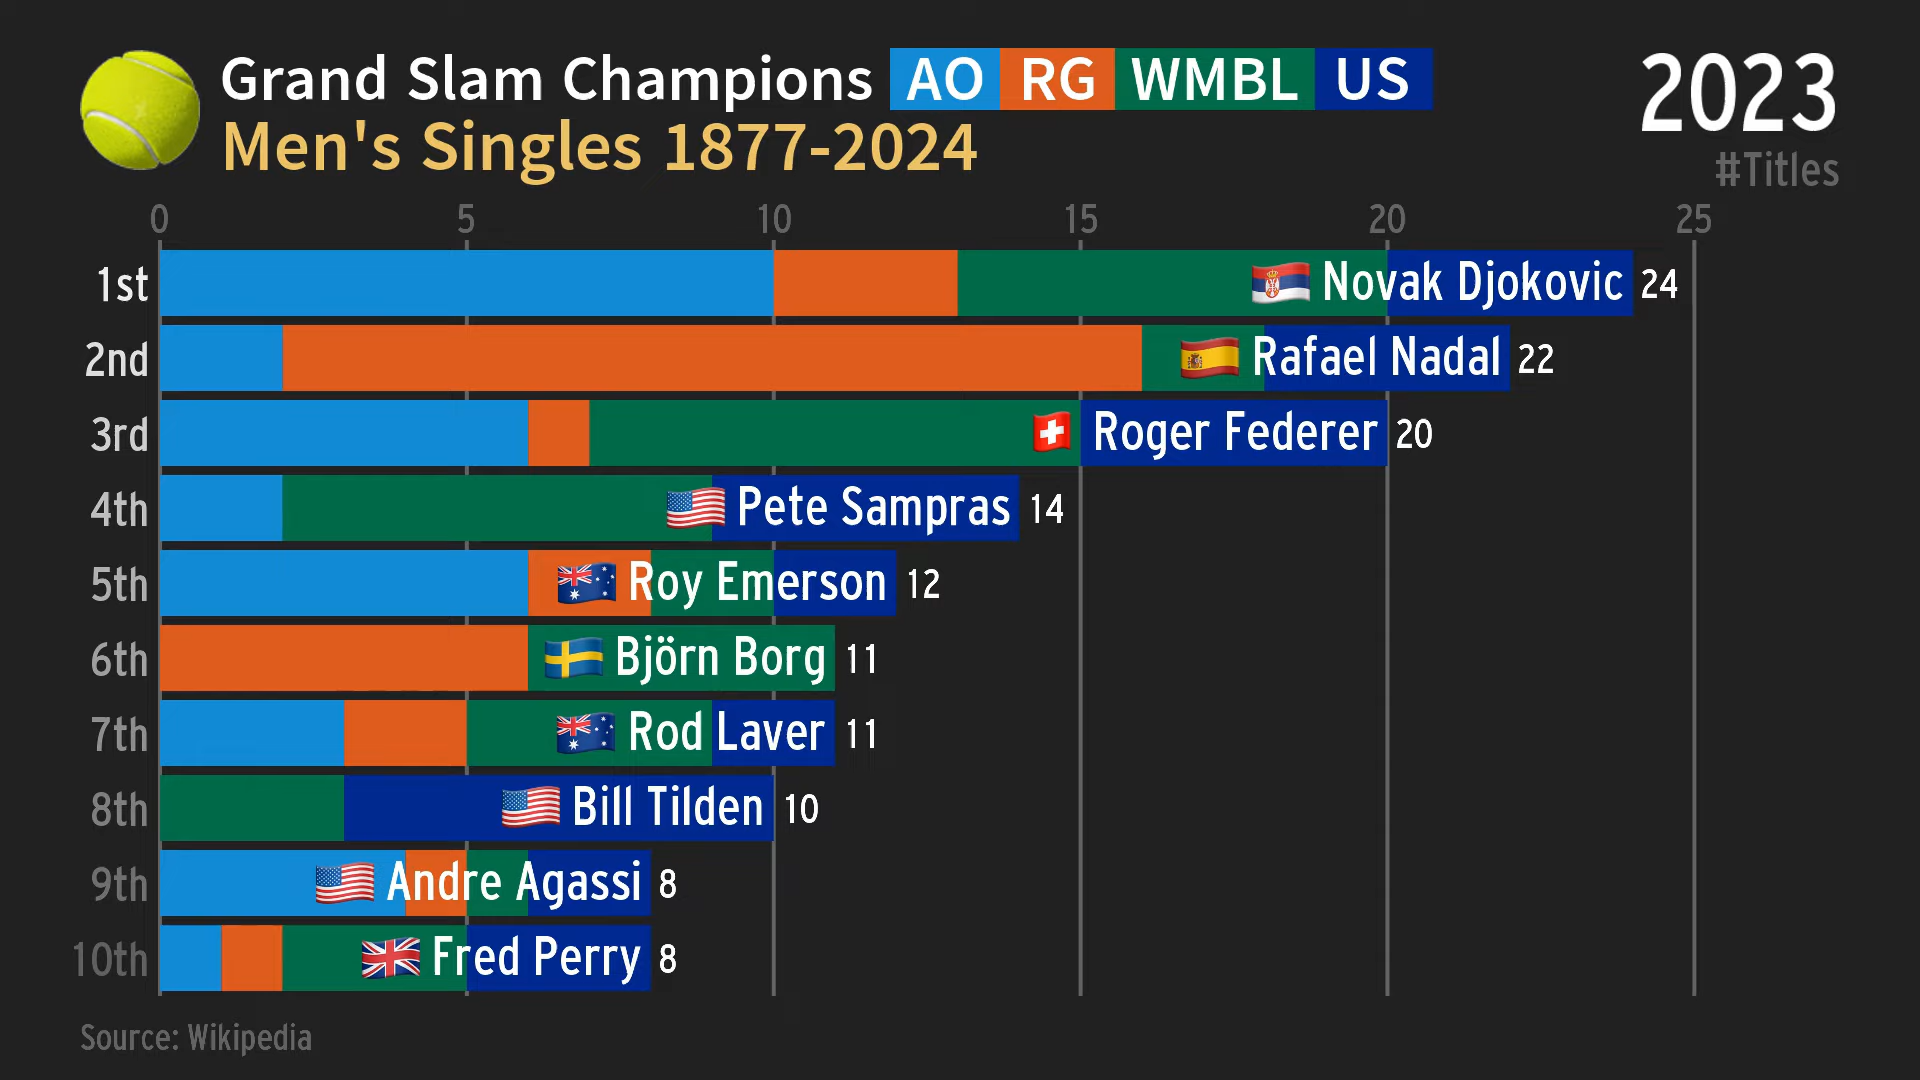 Grand Slam Champions AO RG WMBL US
Men's Singles 1877-2024
2023
#Titles
0 5 10 15 20 25
1st Novak Djokovic 24
2nd Rafael Nadal 22
3rd Roger Federer 20
4th Pete Sampras 14
5th Roy Emerson 12
6th Björn Borg 11
7th Rod Laver 11
8th Bill Tilden 10
9th Andre Agassi 8
10th Fred Perry 8
Source: Wikipedia